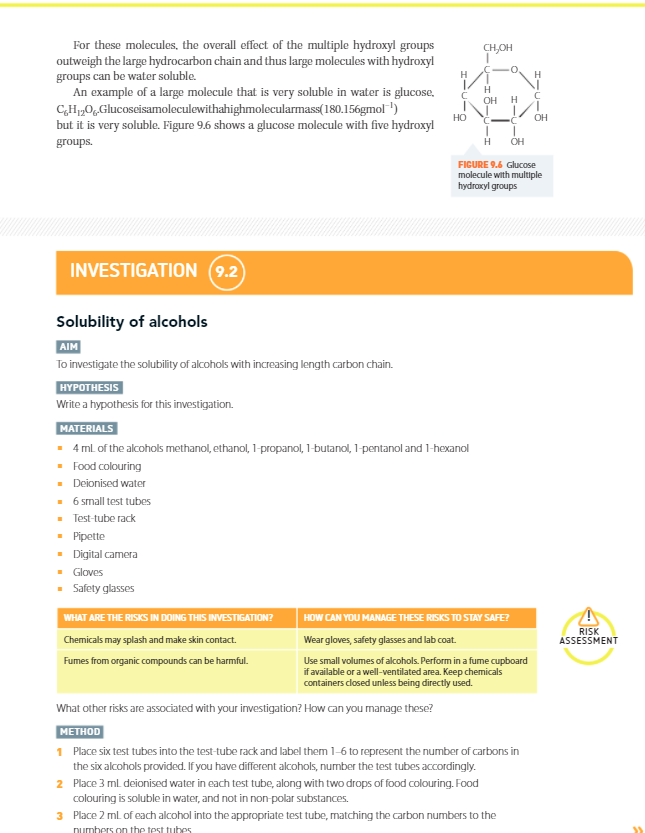 For these molecules, the overall effect of the multiple hydroxyl groups
outweigh the large hydrocarbon chain and thus large molecules with hydroxyl
groups can be water soluble.
An example of a large molecule that is very soluble in water is glucose,
C₆H₁₂O₆.Glucoseisamoleculewithahighmolecularmass(180.156gmol⁻¹)
but it is very soluble. Figure 9.6 shows a glucose molecule with five hydroxyl
groups.
CH₂OH
C O
H H
H
C OH H C
HO C C OH
H OH
FIGURE 9.6 Glucose
molecule with multiple
hydroxyl groups
INVESTIGATION 9.2
Solubility of alcohols
AIM
To investigate the solubility of alcohols with increasing length carbon chain.
HYPOTHESIS
Write a hypothesis for this investigation.
MATERIALS
▪ 4 mL of the alcohols methanol, ethanol, 1-propanol, 1-butanol, 1-pentanol and 1-hexanol
▪ Food colouring
▪ Deionised water
▪ 6 small test tubes
▪ Test-tube rack
▪ Pipette
▪ Digital camera
▪ Gloves
▪ Safety glasses
WHAT ARE THE RISKS IN DOING THIS INVESTIGATION? HOW CAN YOU MANAGE THESE RISKS TO STAY SAFE?
Chemicals may splash and make skin contact. Wear gloves, safety glasses and lab coat.
Fumes from organic compounds can be harmful. Use small volumes of alcohols. Perform in a fume cupboard
if available or a well-ventilated area. Keep chemicals
containers closed unless being directly used.
!
RISK
ASSESSMENT
What other risks are associated with your investigation? How can you manage these?
METHOD
1 Place six test tubes into the test-tube rack and label them 1–6 to represent the number of carbons in
the six alcohols provided. If you have different alcohols, number the test tubes accordingly.
2 Place 3 mL deionised water in each test tube, along with two drops of food colouring. Food
colouring is soluble in water, and not in non-polar substances.
3 Place 2 mL of each alcohol into the appropriate test tube, matching the carbon numbers to the
numbers on the test tubes.
»